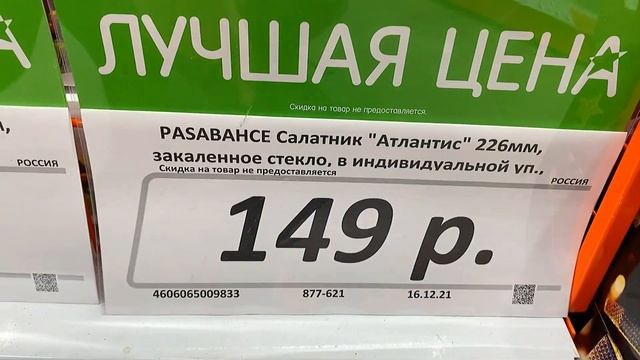 ЛУЧШАЯ ЦЕНА
Скидка на товар не предоставляется.
PASABAHCE Салатник "Атлантис" 226мм,
закаленное стекло, в индивидуальной уп.,
Скидка на товар не предоставляется
РОССИЯ
РОССИЯ
149 р.
4606065009833 877-621 16.12.21